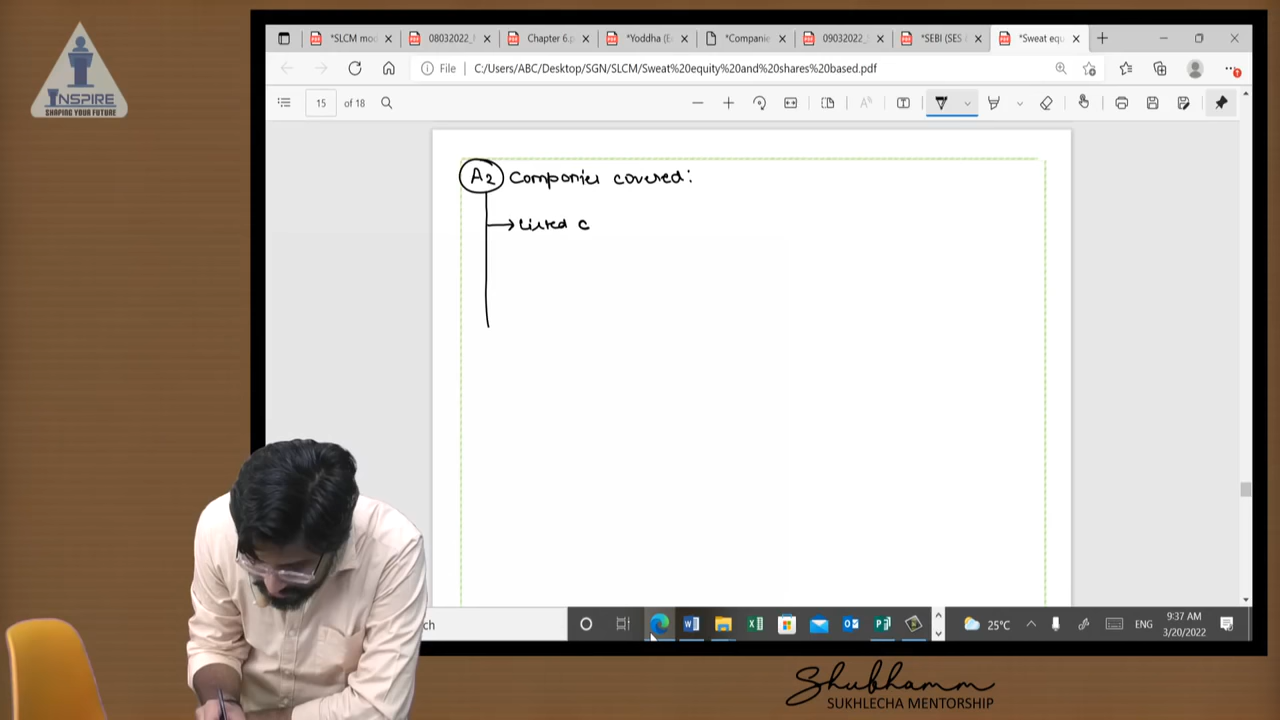 INSPIRE
SHAPING YOUR FUTURE
*SLCM mod
08032022_
Chapter 6.p
*Yoddha (E
*Companie
09032022_
*SEBI (SES
*Sweat equ
File
C:/Users/ABC/Desktop/SGN/SLCM/Sweat%20equity%20and%20shares%20based.pdf
15 of 18
A2 Companies covered:
Listed c
ch
25°C
ENG
9:37 AM
3/20/2022
Shubhamm
SUKHLECHA MENTORSHIP